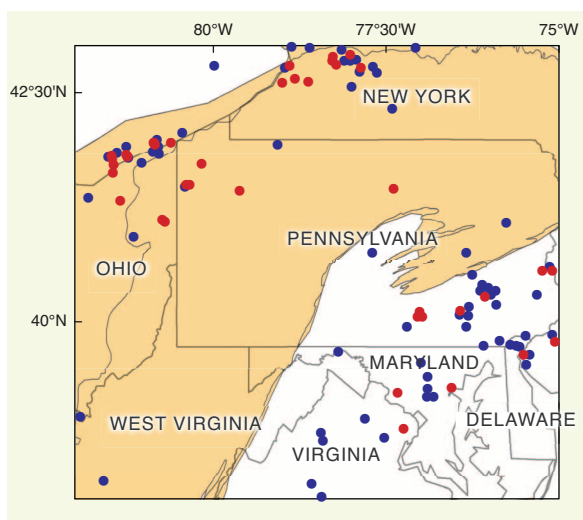 80°W 77°30'W 75°W
42°30'N
NEW YORK
PENNSYLVANIA
OHIO
40°N
MARYLAND
WEST VIRGINIA
DELAWARE
VIRGINIA